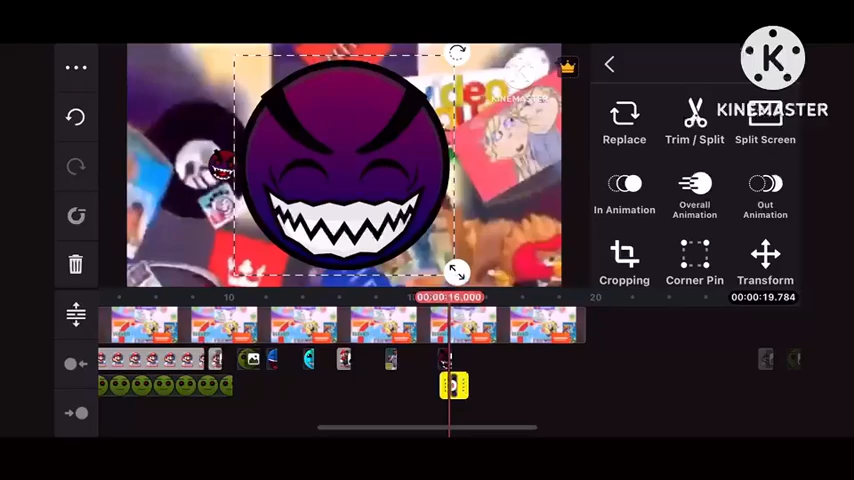 K
KINEMASTER
KINEMASTER
Replace
Trim / Split
Split Screen
In Animation
Overall
Animation
Out
Animation
Cropping
Corner Pin
Transform
10
00:00:16.000
20
00:00:19.784